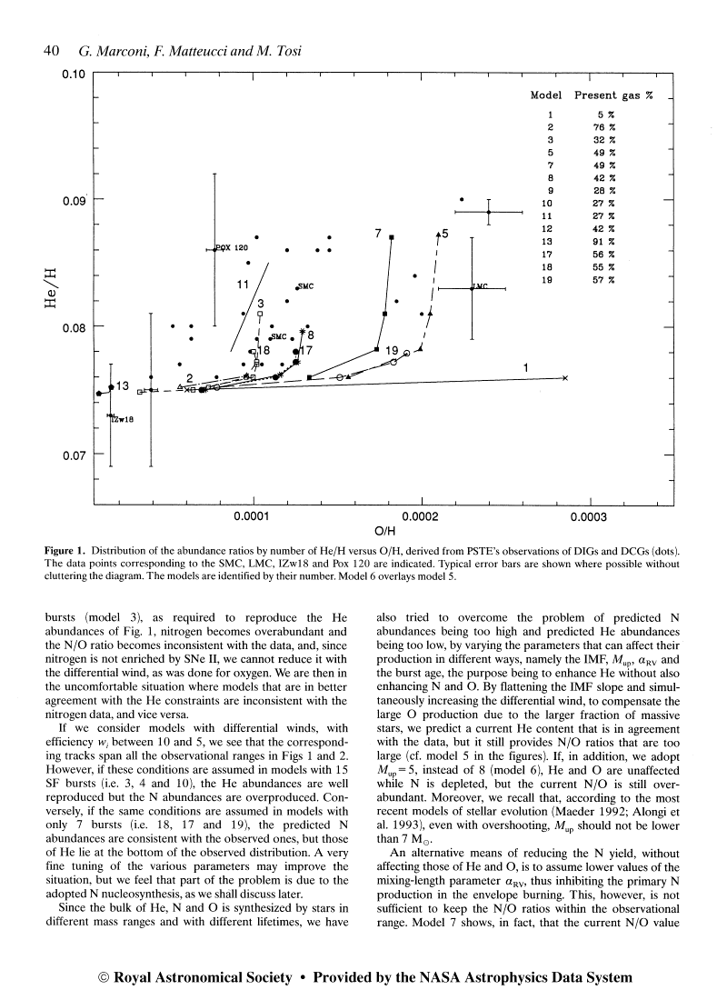 40 G. Marconi, F. Matteucci and M. Tosi
0.10
0.09
0.08
0.07
He/H
0.0001
0.0002
0.0003
O/H
Model Present gas %
1 5 %
2 76 %
3 32 %
5 49 %
7 49 %
8 42 %
9 28 %
10 27 %
11 27 %
12 42 %
13 91 %
17 56 %
18 55 %
19 57 %
POX 120
7
5
11
SMC
LMC
3
SMC
8
18
17
19
1
2
13
IZw18
Figure 1. Distribution of the abundance ratios by number of He/H versus O/H, derived from PSTE's observations of DIGs and DCGs (dots).
The data points corresponding to the SMC, LMC, IZw18 and Pox 120 are indicated. Typical error bars are shown where possible without
cluttering the diagram. The models are identified by their number. Model 6 overlays model 5.
bursts (model 3), as required to reproduce the He
abundances of Fig. 1, nitrogen becomes overabundant and
the N/O ratio becomes inconsistent with the data, and, since
nitrogen is not enriched by SNe II, we cannot reduce it with
the differential wind, as was done for oxygen. We are then in
the uncomfortable situation where models that are in better
agreement with the He constraints are inconsistent with the
nitrogen data, and vice versa.
If we consider models with differential winds, with
efficiency w_i between 10 and 5, we see that the correspond-
ing tracks span all the observational ranges in Figs 1 and 2.
However, if these conditions are assumed in models with 15
SF bursts (i.e. 3, 4 and 10), the He abundances are well
reproduced but the N abundances are overproduced. Con-
versely, if the same conditions are assumed in models with
only 7 bursts (i.e. 18, 17 and 19), the predicted N
abundances are consistent with the observed ones, but those
of He lie at the bottom of the observed distribution. A very
fine tuning of the various parameters may improve the
situation, but we feel that part of the problem is due to the
adopted N nucleosynthesis, as we shall discuss later.
Since the bulk of He, N and O is synthesized by stars in
different mass ranges and with different lifetimes, we have
also tried to overcome the problem of predicted N
abundances being too high and predicted He abundances
being too low, by varying the parameters that can affect their
production in different ways, namely the IMF, M_up, α_RV and
the burst age, the purpose being to enhance He without also
enhancing N and O. By flattening the IMF slope and simul-
taneously increasing the differential wind, to compensate the
large O production due to the larger fraction of massive
stars, we predict a current He content that is in agreement
with the data, but it still provides N/O ratios that are too
large (cf. model 5 in the figures). If, in addition, we adopt
M_up = 5, instead of 8 (model 6), He and O are unaffected
while N is depleted, but the current N/O is still over-
abundant. Moreover, we recall that, according to the most
recent models of stellar evolution (Maeder 1992; Alongi et
al. 1993), even with overshooting, M_up should not be lower
than 7 M_⊙.
An alternative means of reducing the N yield, without
affecting those of He and O, is to assume lower values of the
mixing-length parameter α_RV, thus inhibiting the primary N
production in the envelope burning. This, however, is not
sufficient to keep the N/O ratios within the observational
range. Model 7 shows, in fact, that the current N/O value
© Royal Astronomical Society • Provided by the NASA Astrophysics Data System